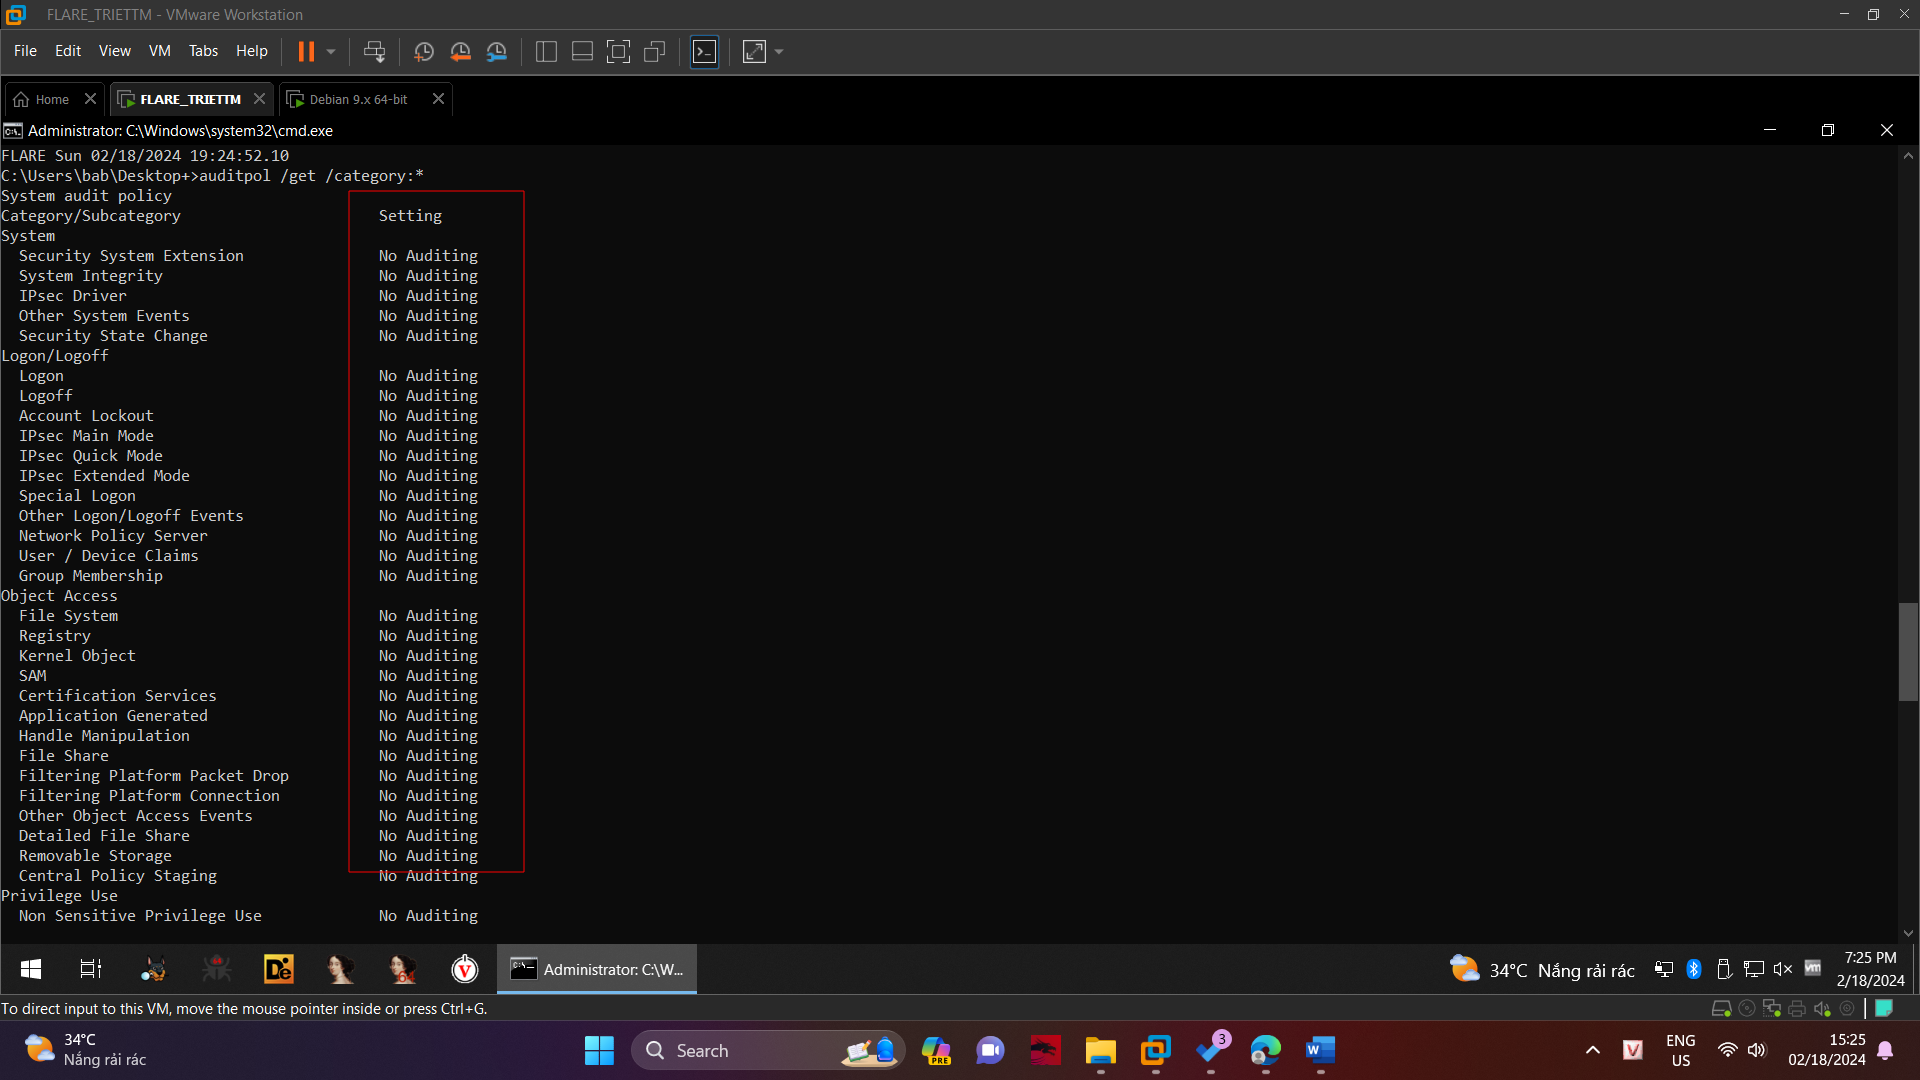 FLARE_TRIETTM - VMware Workstation
File Edit View VM Tabs Help
Home FLARE_TRIETTM Debian 9.x 64-bit
Administrator: C:\Windows\system32\cmd.exe
FLARE Sun 02/18/2024 19:24:52.10
C:\Users\bab\Desktop+>auditpol /get /category:*
System audit policy
Category/Subcategory Setting
System
Security System Extension No Auditing
System Integrity No Auditing
IPsec Driver No Auditing
Other System Events No Auditing
Security State Change No Auditing
Logon/Logoff
Logon No Auditing
Logoff No Auditing
Account Lockout No Auditing
IPsec Main Mode No Auditing
IPsec Quick Mode No Auditing
IPsec Extended Mode No Auditing
Special Logon No Auditing
Other Logon/Logoff Events No Auditing
Network Policy Server No Auditing
User / Device Claims No Auditing
Group Membership No Auditing
Object Access
File System No Auditing
Registry No Auditing
Kernel Object No Auditing
SAM No Auditing
Certification Services No Auditing
Application Generated No Auditing
Handle Manipulation No Auditing
File Share No Auditing
Filtering Platform Packet Drop No Auditing
Filtering Platform Connection No Auditing
Other Object Access Events No Auditing
Detailed File Share No Auditing
Removable Storage No Auditing
Central Policy Staging No Auditing
Privilege Use
Non Sensitive Privilege Use No Auditing
De 64 V Administrator: C:\W... 34°C Nắng rải rác vm 7:25 PM
2/18/2024
To direct input to this VM, move the mouse pointer inside or press Ctrl+G.
34°C
Nắng rải rác
Search PRE 3 W V ENG
US
15:25
02/18/2024